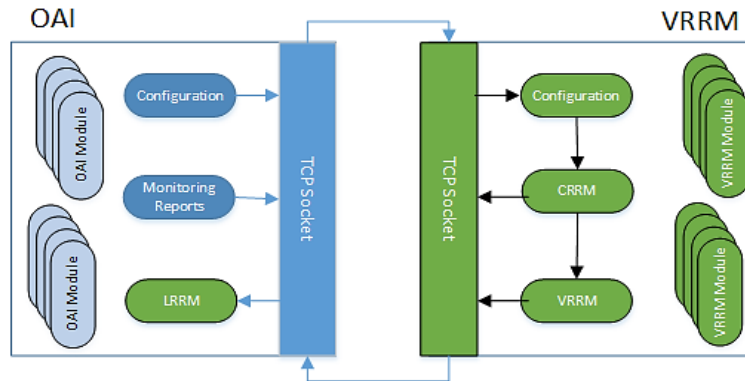 OAI
VRRM
OAI Module
Configuration
Monitoring
Reports
OAI Module
LRRM
TCP Socket
TCP Socket
Configuration
CRRM
VRRM
VRRM Module
VRRM Module